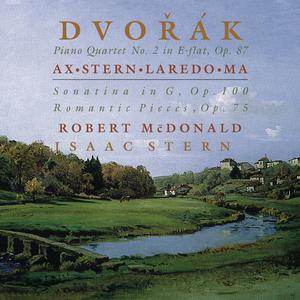 DVOŘÁK
Piano Quartet No. 2 in E-flat, Op. 87
AX·STERN·LAREDO·MA
Sonatina in G, Op. 100
Romantic Pieces, Op. 75
ROBERT McDONALD
ISAAC STERN